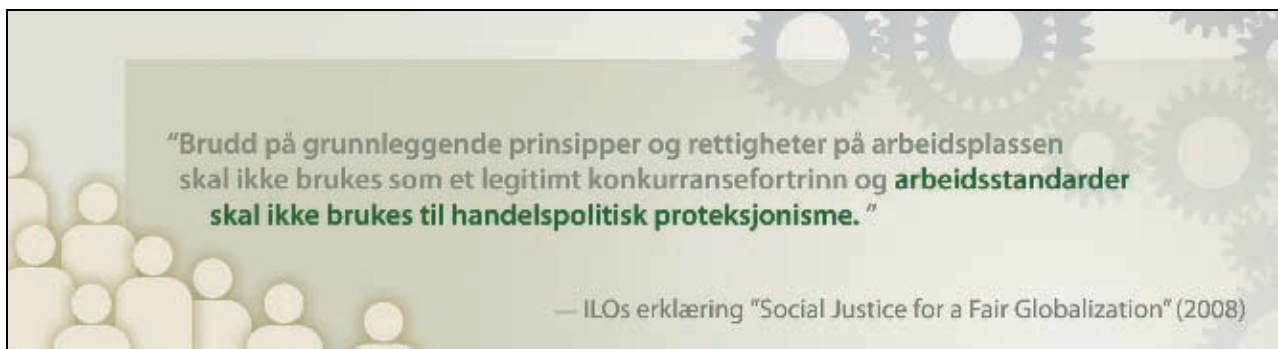 "Brudd på grunnleggende prinsipper og rettigheter på arbeidsplassen
skal ikke brukes som et legitimt konkurransefortrinn og arbeidsstandarder
skal ikke brukes til handelspolitisk proteksjonisme. "
— ILOs erklæring "Social Justice for a Fair Globalization" (2008)